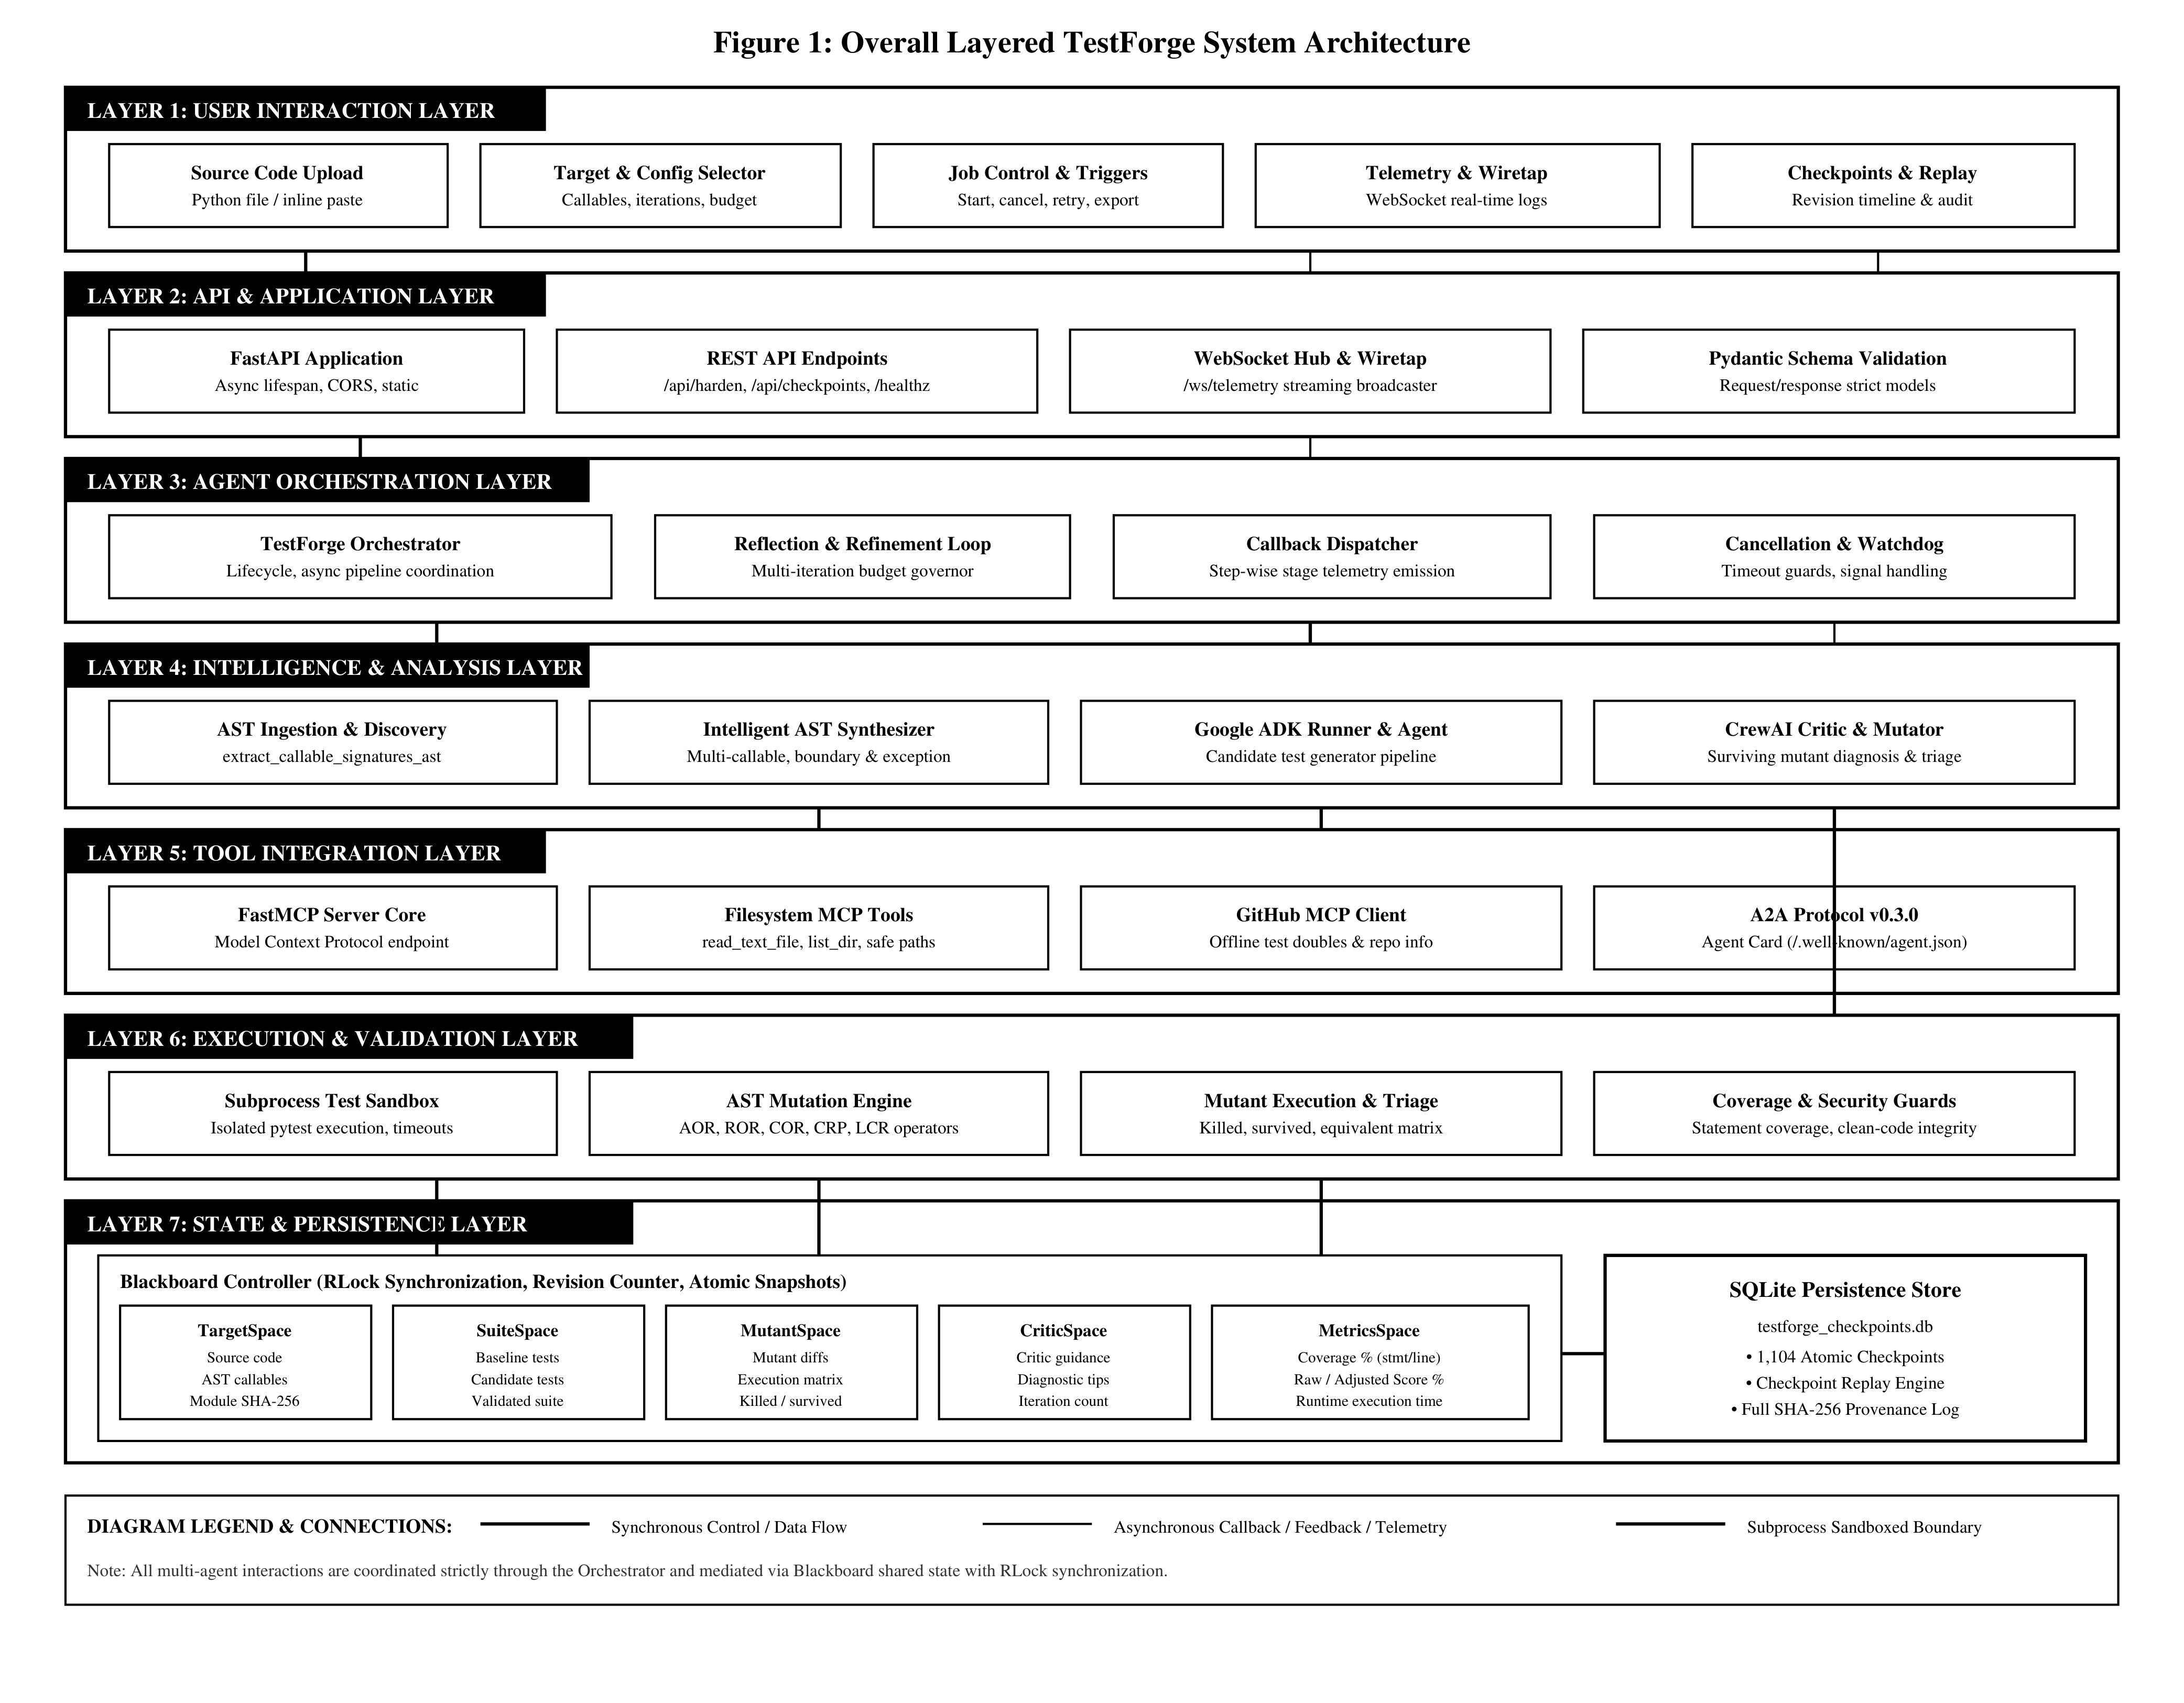 Figure 1: Overall Layered TestForge System Architecture
LAYER 1: USER INTERACTION LAYER
Source Code Upload
Python file / inline paste
Target & Config Selector
Callables, iterations, budget
Job Control & Triggers
Start, cancel, retry, export
Telemetry & Wiretap
WebSocket real-time logs
Checkpoints & Replay
Revision timeline & audit
LAYER 2: API & APPLICATION LAYER
FastAPI Application
Async lifespan, CORS, static
REST API Endpoints
/api/harden, /api/checkpoints, /healthz
WebSocket Hub & Wiretap
/ws/telemetry streaming broadcaster
Pydantic Schema Validation
Request/response strict models
LAYER 3: AGENT ORCHESTRATION LAYER
TestForge Orchestrator
Lifecycle, async pipeline coordination
Reflection & Refinement Loop
Multi-iteration budget governor
Callback Dispatcher
Step-wise stage telemetry emission
Cancellation & Watchdog
Timeout guards, signal handling
LAYER 4: INTELLIGENCE & ANALYSIS LAYER
AST Ingestion & Discovery
extract_callable_signatures_ast
Intelligent AST Synthesizer
Multi-callable, boundary & exception
Google ADK Runner & Agent
Candidate test generator pipeline
CrewAI Critic & Mutator
Surviving mutant diagnosis & triage
LAYER 5: TOOL INTEGRATION LAYER
FastMCP Server Core
Model Context Protocol endpoint
Filesystem MCP Tools
read_text_file, list_dir, safe paths
GitHub MCP Client
Offline test doubles & repo info
A2A Protocol v0.3.0
Agent Card (/.well-known/agent.json)
LAYER 6: EXECUTION & VALIDATION LAYER
Subprocess Test Sandbox
Isolated pytest execution, timeouts
AST Mutation Engine
AOR, ROR, COR, CRP, LCR operators
Mutant Execution & Triage
Killed, survived, equivalent matrix
Coverage & Security Guards
Statement coverage, clean-code integrity
LAYER 7: STATE & PERSISTENCE LAYER
Blackboard Controller (RLock Synchronization, Revision Counter, Atomic Snapshots)
TargetSpace
Source code
AST callables
Module SHA-256
SuiteSpace
Baseline tests
Candidate tests
Validated suite
MutantSpace
Mutant diffs
Execution matrix
Killed / survived
CriticSpace
Critic guidance
Diagnostic tips
Iteration count
MetricsSpace
Coverage % (stmt/line)
Raw / Adjusted Score %
Runtime execution time
SQLite Persistence Store
testforge_checkpoints.db
• 1,104 Atomic Checkpoints
• Checkpoint Replay Engine
• Full SHA-256 Provenance Log
DIAGRAM LEGEND & CONNECTIONS:
Synchronous Control / Data Flow
Asynchronous Callback / Feedback / Telemetry
Subprocess Sandboxed Boundary
Note: All multi-agent interactions are coordinated strictly through the Orchestrator and mediated via Blackboard shared state with RLock synchronization.